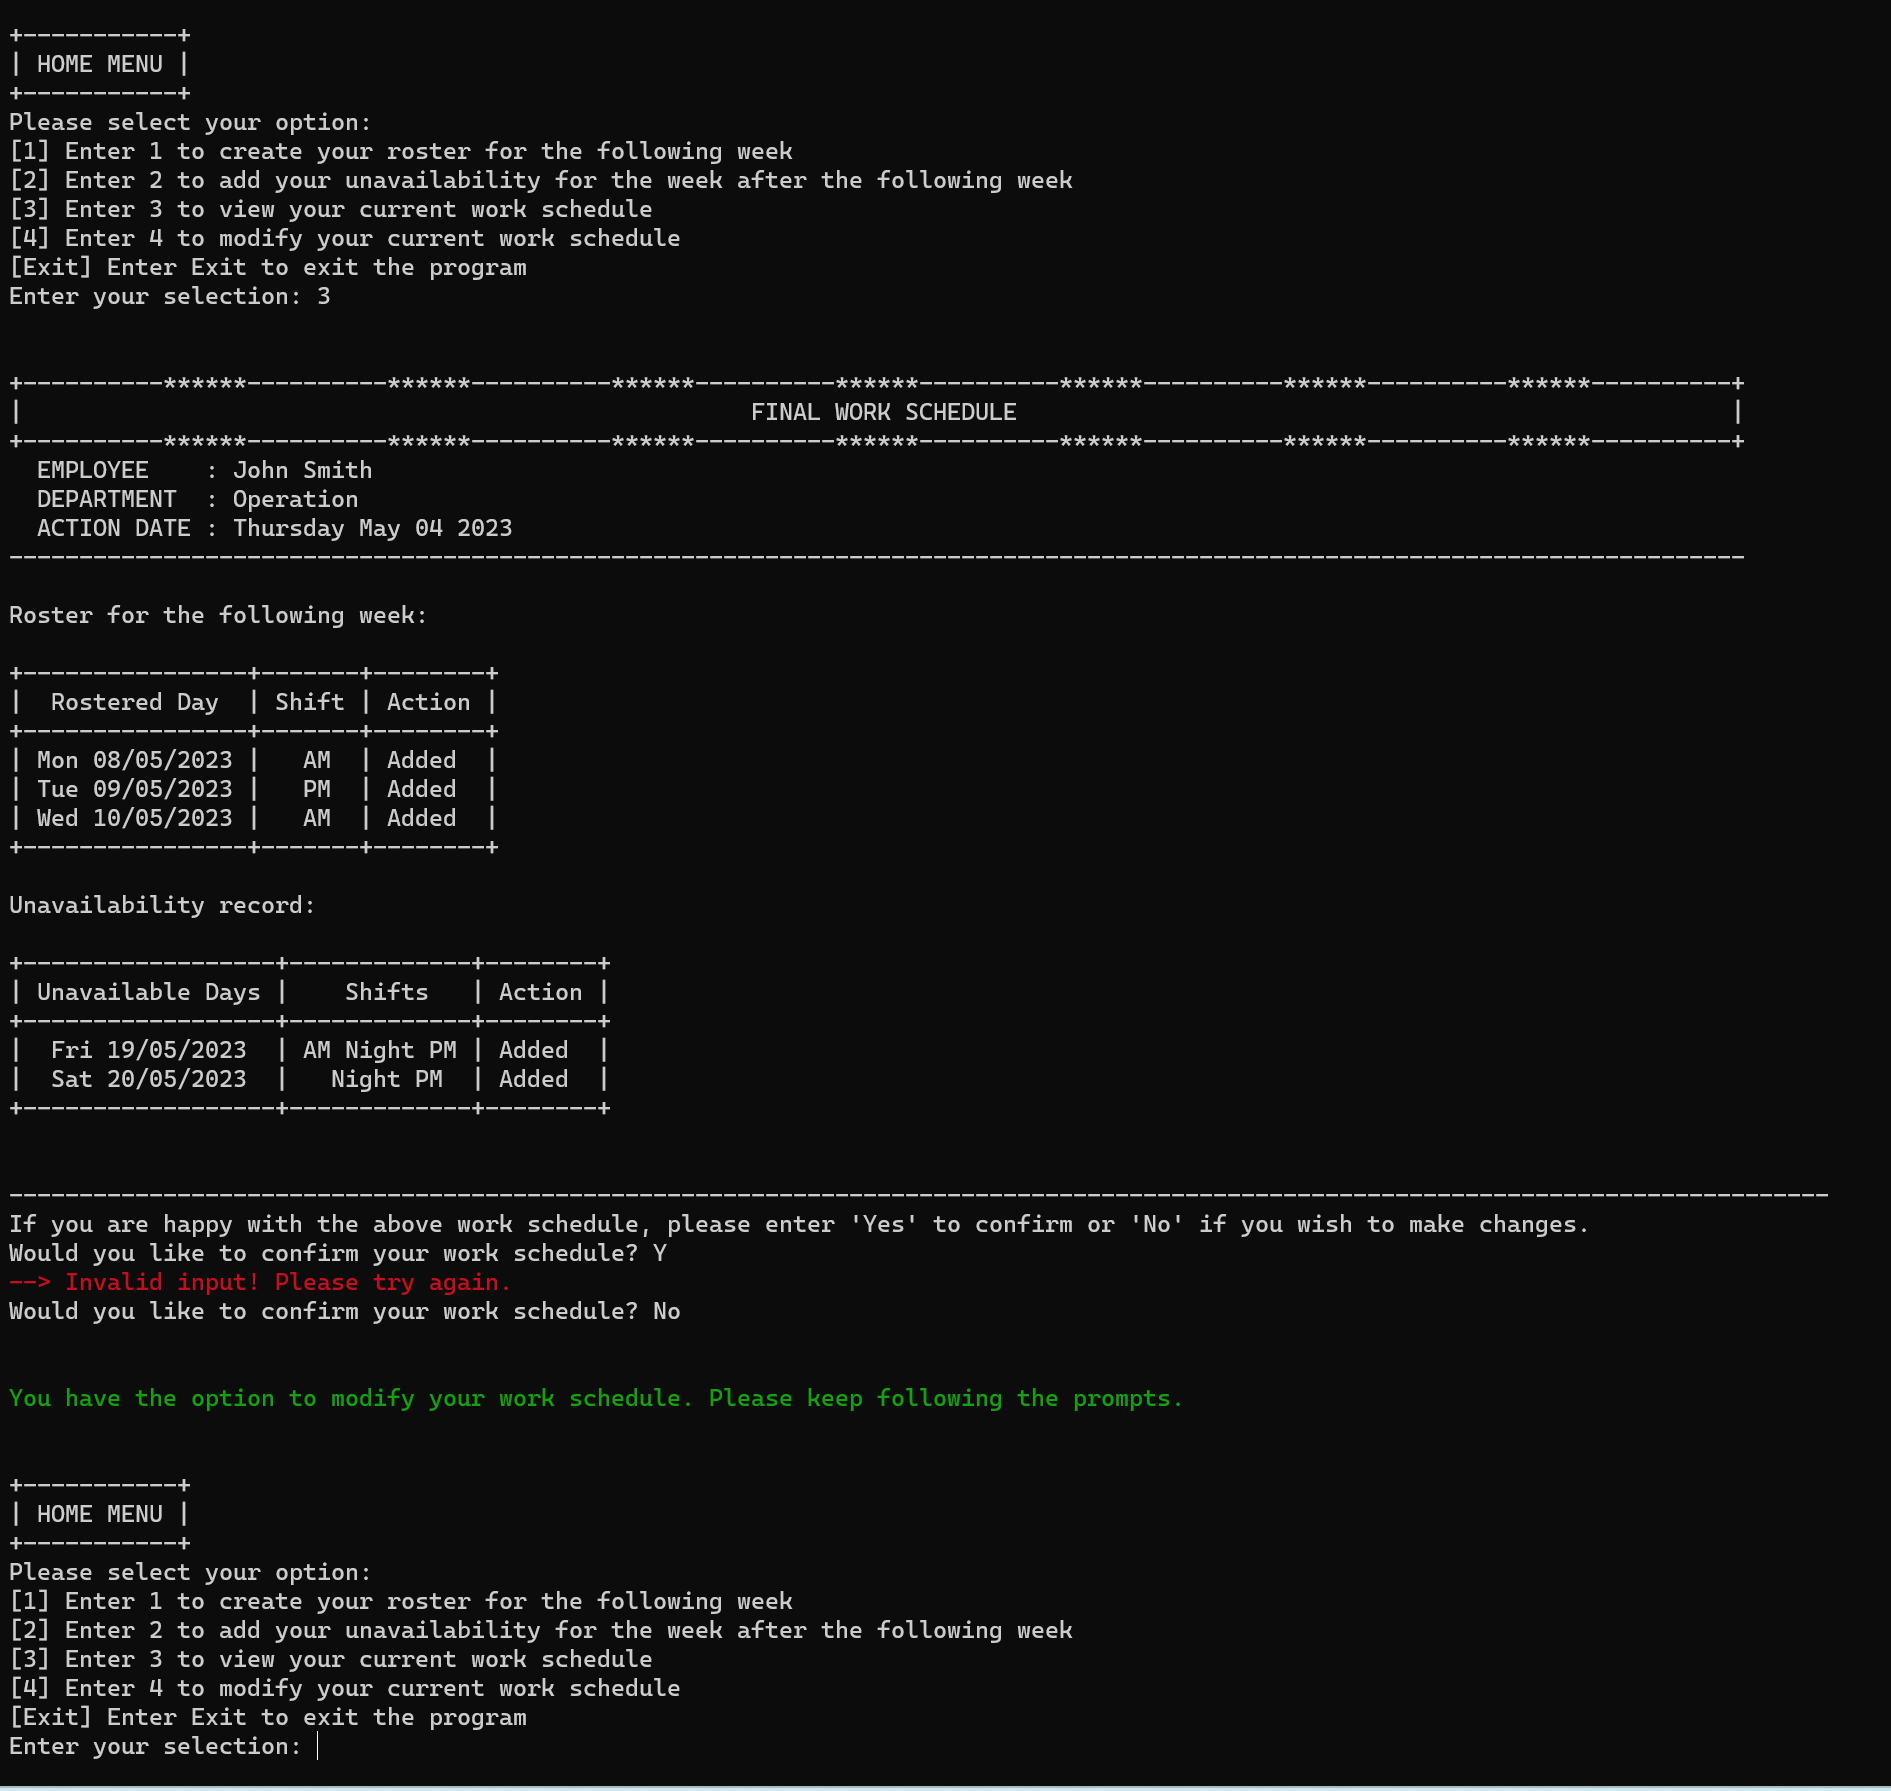 +-----------+
| HOME MENU |
+-----------+
Please select your option:
[1] Enter 1 to create your roster for the following week
[2] Enter 2 to add your unavailability for the week after the following week
[3] Enter 3 to view your current work schedule
[4] Enter 4 to modify your current work schedule
[Exit] Enter Exit to exit the program
Enter your selection: 3
+----------******----------******----------******----------******----------******----------******----------******----------+
|                                                    FINAL WORK SCHEDULE                                                   |
+----------******----------******----------******----------******----------******----------******----------******----------+
  EMPLOYEE    : John Smith
  DEPARTMENT  : Operation
  ACTION DATE : Thursday May 04 2023
----------------------------------------------------------------------------------------------------------------------------
Roster for the following week:
+----------------+-------+--------+
|  Rostered Day  | Shift | Action |
+----------------+-------+--------+
| Mon 08/05/2023 |   AM  | Added  |
| Tue 09/05/2023 |   PM  | Added  |
| Wed 10/05/2023 |   AM  | Added  |
+----------------+-------+--------+
Unavailability record:
+------------------+-------------+--------+
| Unavailable Days |    Shifts   | Action |
+------------------+-------------+--------+
|  Fri 19/05/2023  | AM Night PM | Added  |
|  Sat 20/05/2023  |   Night PM  | Added  |
+------------------+-------------+--------+
----------------------------------------------------------------------------------------------------------------------------------
If you are happy with the above work schedule, please enter 'Yes' to confirm or 'No' if you wish to make changes.
Would you like to confirm your work schedule? Y
--> Invalid input! Please try again.
Would you like to confirm your work schedule? No
You have the option to modify your work schedule. Please keep following the prompts.
+-----------+
| HOME MENU |
+-----------+
Please select your option:
[1] Enter 1 to create your roster for the following week
[2] Enter 2 to add your unavailability for the week after the following week
[3] Enter 3 to view your current work schedule
[4] Enter 4 to modify your current work schedule
[Exit] Enter Exit to exit the program
Enter your selection: